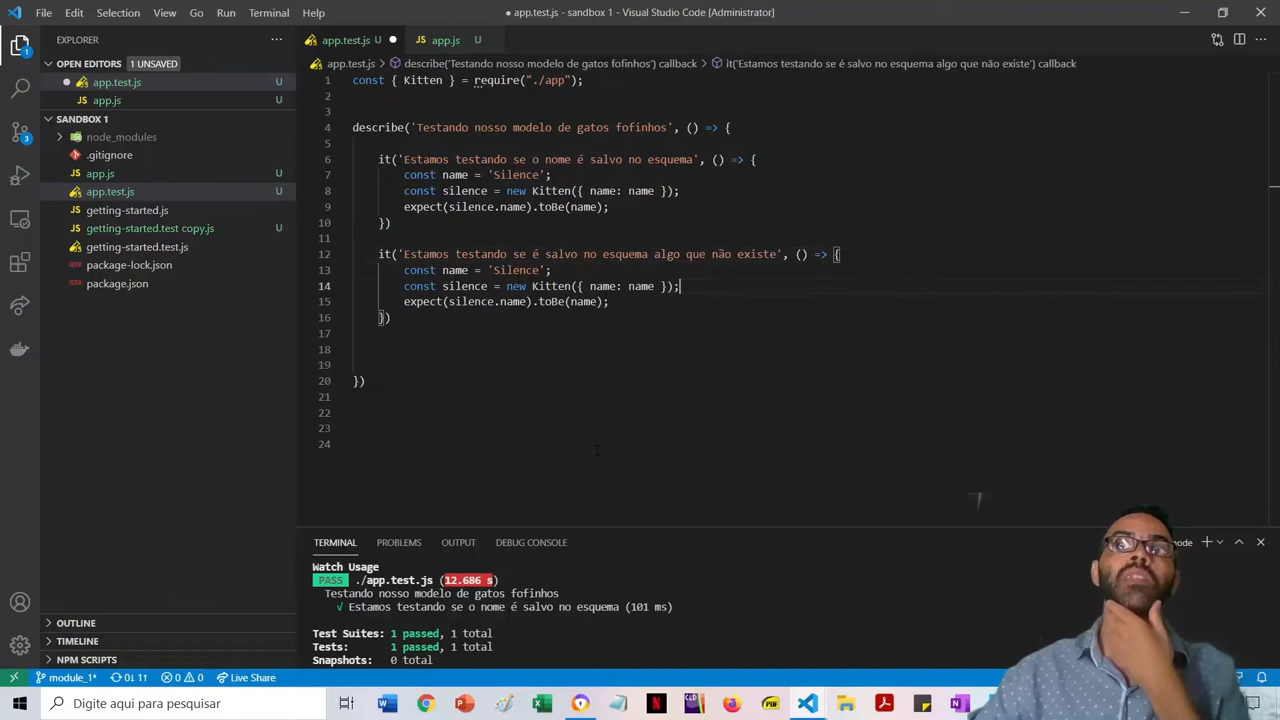 File Edit Selection View Go Run Terminal Help
● app.test.js - sandbox 1 - Visual Studio Code [Administrator]
EXPLORER
app.test.js U
JS app.js U
OPEN EDITORS 1 UNSAVED
app.test.js U
JS app.js U
SANDBOX 1
node_modules
.gitignore
JS app.js U
app.test.js U
JS getting-started.js
JS getting-started.test copy.js U
getting-started.test.js
package-lock.json
package.json
OUTLINE
TIMELINE
NPM SCRIPTS
app.test.js > describe('Testando nosso modelo de gatos fofinhos') callback > it('Estamos testando se é salvo no esquema algo que não existe') callback
1 const { Kitten } = require("./app");
2
3
4 describe('Testando nosso modelo de gatos fofinhos', () => {
5
6 it('Estamos testando se o nome é salvo no esquema', () => {
7 const name = 'Silence';
8 const silence = new Kitten({ name: name });
9 expect(silence.name).toBe(name);
10 })
11
12 it('Estamos testando se é salvo no esquema algo que não existe', () => {
13 const name = 'Silence';
14 const silence = new Kitten({ name: name });
15 expect(silence.name).toBe(name);
16 })
17
18
19
20 })
21
22
23
24
TERMINAL PROBLEMS OUTPUT DEBUG CONSOLE
node
Watch Usage
PASS ./app.test.js (12.686 s)
Testando nosso modelo de gatos fofinhos
√ Estamos testando se o nome é salvo no esquema (101 ms)
Test Suites: 1 passed, 1 total
Tests: 1 passed, 1 total
Snapshots: 0 total
module_1* 0↓ 1↑ 0 0 Live Share
Digite aqui para pesquisar